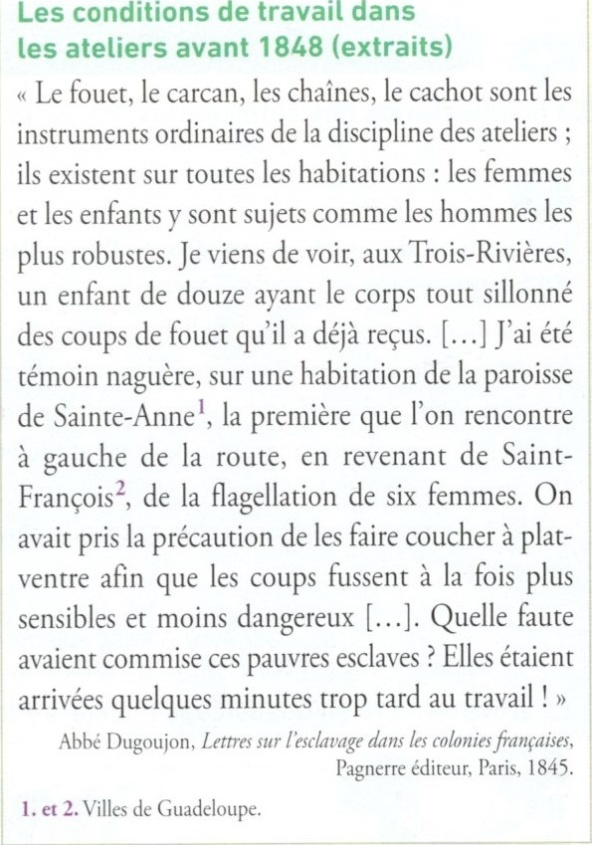 Les conditions de travail dans
les ateliers avant 1848 (extraits)
« Le fouet, le carcan, les chaînes, le cachot sont les
instruments ordinaires de la discipline des ateliers ;
ils existent sur toutes les habitations : les femmes
et les enfants y sont sujets comme les hommes les
plus robustes. Je viens de voir, aux Trois-Rivières,
un enfant de douze ayant le corps tout sillonné
des coups de fouet qu'il a déjà reçus. […] J'ai été
témoin naguère, sur une habitation de la paroisse
de Sainte-Anne¹, la première que l'on rencontre
à gauche de la route, en revenant de Saint-
François², de la flagellation de six femmes. On
avait pris la précaution de les faire coucher à plat-
ventre afin que les coups fussent à la fois plus
sensibles et moins dangereux […]. Quelle faute
avaient commise ces pauvres esclaves ? Elles étaient
arrivées quelques minutes trop tard au travail ! »
Abbé Dugoujon, Lettres sur l'esclavage dans les colonies françaises,
Pagnerre éditeur, Paris, 1845.
1. et 2. Villes de Guadeloupe.